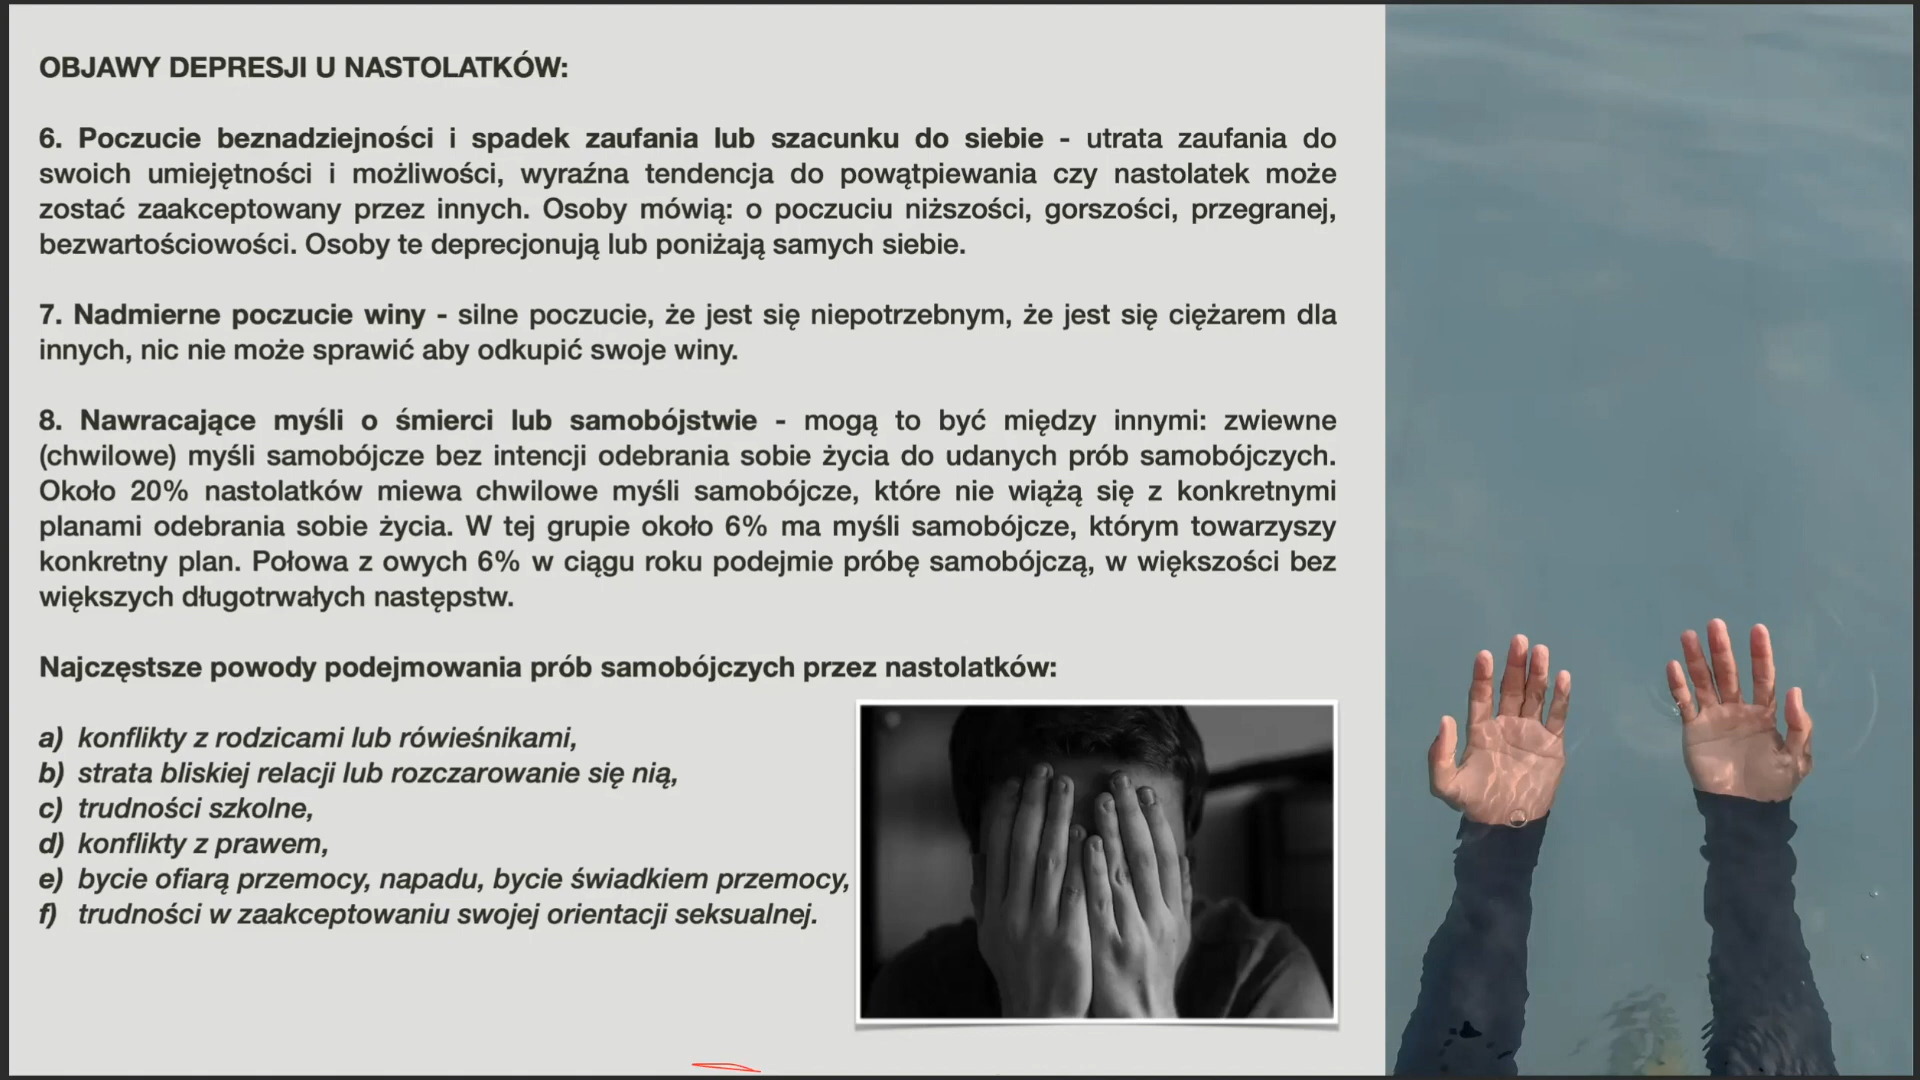 OBJAWY DEPRESJI U NASTOLATKÓW:
6. Poczucie beznadziejności i spadek zaufania lub szacunku do siebie - utrata zaufania do
swoich umiejętności i możliwości, wyraźna tendencja do powątpiewania czy nastolatek może
zostać zaakceptowany przez innych. Osoby mówią: o poczuciu niższości, gorszości, przegranej,
bezwartościowości. Osoby te deprecjonują lub poniżają samych siebie.
7. Nadmierne poczucie winy - silne poczucie, że jest się niepotrzebnym, że jest się ciężarem dla
innych, nic nie może sprawić aby odkupić swoje winy.
8. Nawracające myśli o śmierci lub samobójstwie - mogą to być między innymi: zwiewne
(chwilowe) myśli samobójcze bez intencji odebrania sobie życia do udanych prób samobójczych.
Około 20% nastolatków miewa chwilowe myśli samobójcze, które nie wiążą się z konkretnymi
planami odebrania sobie życia. W tej grupie około 6% ma myśli samobójcze, którym towarzyszy
konkretny plan. Połowa z owych 6% w ciągu roku podejmie próbę samobójczą, w większości bez
większych długotrwałych następstw.
Najczęstsze powody podejmowania prób samobójczych przez nastolatków:
a) konflikty z rodzicami lub rówieśnikami,
b) strata bliskiej relacji lub rozczarowanie się nią,
c) trudności szkolne,
d) konflikty z prawem,
e) bycie ofiarą przemocy, napadu, bycie świadkiem przemocy,
f) trudności w zaakceptowaniu swojej orientacji seksualnej.